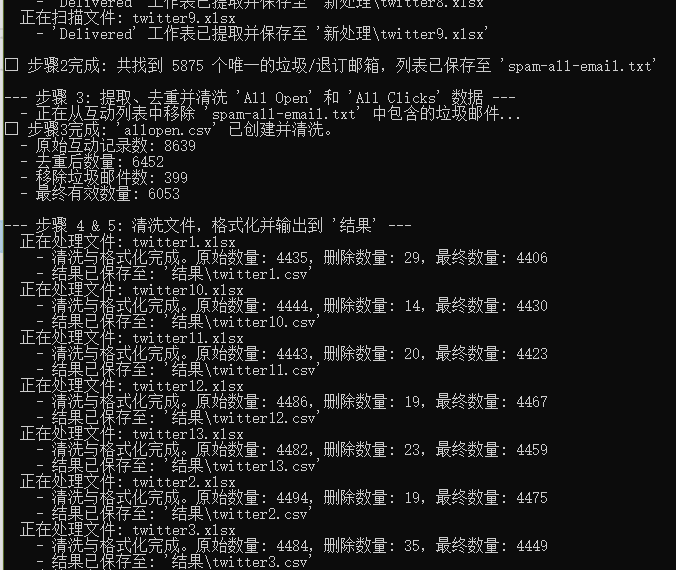 - 'Delivered' 工作表已提取并保存至 '新处理\twitter8.xlsx'
正在扫描文件: twitter9.xlsx
- 'Delivered' 工作表已提取并保存至 '新处理\twitter9.xlsx'
□ 步骤2完成: 共找到 5875 个唯一的垃圾/退订邮箱，列表已保存至 'spam-all-email.txt'
--- 步骤 3: 提取、去重并清洗 'All Open' 和 'All Clicks' 数据 ---
- 正在从互动列表中移除 'spam-all-email.txt' 中包含的垃圾邮件...
□ 步骤3完成: 'allopen.csv' 已创建并清洗。
- 原始互动记录数: 8639
- 去重后数量: 6452
- 移除垃圾邮件数: 399
- 最终有效数量: 6053
--- 步骤 4 & 5: 清洗文件，格式化并输出到 '结果' ---
正在处理文件: twitter1.xlsx
- 清洗与格式化完成。原始数量: 4435, 删除数量: 29, 最终数量: 4406
- 结果已保存至: '结果\twitter1.csv'
正在处理文件: twitter10.xlsx
- 清洗与格式化完成。原始数量: 4444, 删除数量: 14, 最终数量: 4430
- 结果已保存至: '结果\twitter10.csv'
正在处理文件: twitter11.xlsx
- 清洗与格式化完成。原始数量: 4443, 删除数量: 20, 最终数量: 4423
- 结果已保存至: '结果\twitter11.csv'
正在处理文件: twitter12.xlsx
- 清洗与格式化完成。原始数量: 4486, 删除数量: 19, 最终数量: 4467
- 结果已保存至: '结果\twitter12.csv'
正在处理文件: twitter13.xlsx
- 清洗与格式化完成。原始数量: 4482, 删除数量: 23, 最终数量: 4459
- 结果已保存至: '结果\twitter13.csv'
正在处理文件: twitter2.xlsx
- 清洗与格式化完成。原始数量: 4494, 删除数量: 19, 最终数量: 4475
- 结果已保存至: '结果\twitter2.csv'
正在处理文件: twitter3.xlsx
- 清洗与格式化完成。原始数量: 4484, 删除数量: 35, 最终数量: 4449
- 结果已保存至: '结果\twitter3.csv'